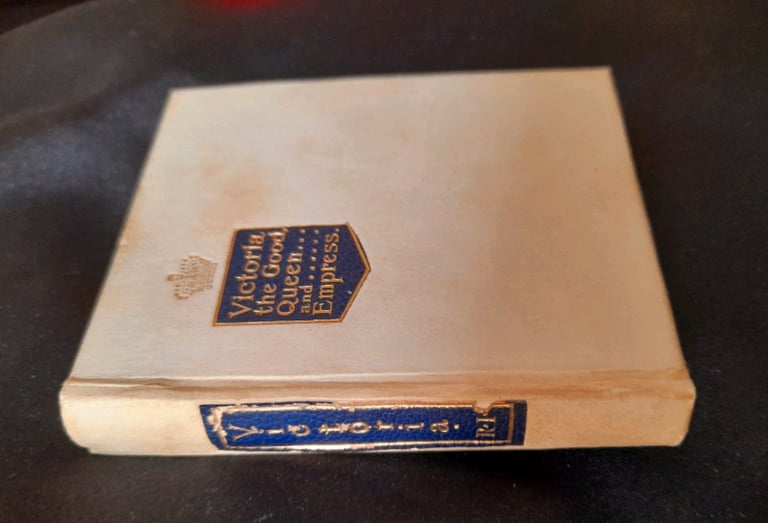 Victoria
the Good,
Queen...
and......
Empress.
Victoria.